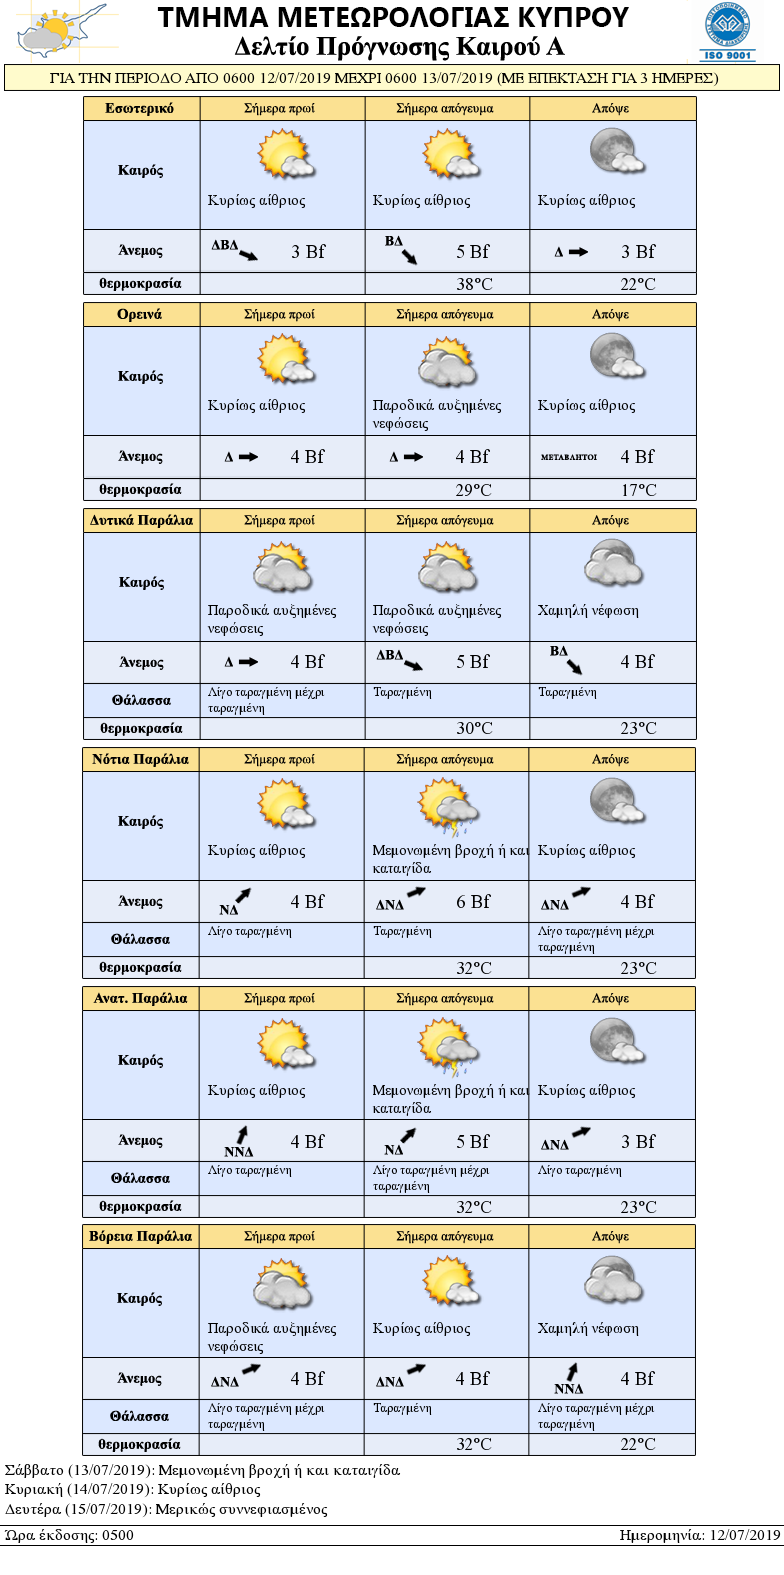 ΤΜΗΜΑ ΜΕΤΕΩΡΟΛΟΓΙΑΣ ΚΥΠΡΟΥ
Δελτίο Πρόγνωσης Καιρού Α
ISO 9001
ΓΙΑ ΤΗΝ ΠΕΡΙΟΔΟ ΑΠΟ 0600 12/07/2019 ΜΕΧΡΙ 0600 13/07/2019 (ΜΕ ΕΠΕΚΤΑΣΗ ΓΙΑ 3 ΗΜΕΡΕΣ)
Εσωτερικό Σήμερα πρωί Σήμερα απόγευμα Απόψε
Καιρός
Κυρίως αίθριος Κυρίως αίθριος Κυρίως αίθριος
Άνεμος ΔΒΔ 3 Bf ΒΔ 5 Bf Δ 3 Bf
θερμοκρασία 38°C 22°C
Ορεινά Σήμερα πρωί Σήμερα απόγευμα Απόψε
Καιρός
Κυρίως αίθριος Παροδικά αυξημένες Κυρίως αίθριος
νεφώσεις
Άνεμος Δ 4 Bf Δ 4 Bf ΜΕΤΑΒΛΗΤΟΙ 4 Bf
θερμοκρασία 29°C 17°C
Δυτικά Παράλια Σήμερα πρωί Σήμερα απόγευμα Απόψε
Καιρός
Παροδικά αυξημένες Παροδικά αυξημένες Χαμηλή νέφωση
νεφώσεις νεφώσεις
Άνεμος Δ 4 Bf ΔΒΔ 5 Bf ΒΔ 4 Bf
Θάλασσα Λίγο ταραγμένη μέχρι Ταραγμένη Ταραγμένη
ταραγμένη
θερμοκρασία 30°C 23°C
Νότια Παράλια Σήμερα πρωί Σήμερα απόγευμα Απόψε
Καιρός
Κυρίως αίθριος Μεμονωμένη βροχή ή και Κυρίως αίθριος
καταιγίδα
Άνεμος ΝΔ 4 Bf ΔΝΔ 6 Bf ΔΝΔ 4 Bf
Θάλασσα Λίγο ταραγμένη Ταραγμένη Λίγο ταραγμένη μέχρι
ταραγμένη
θερμοκρασία 32°C 23°C
Ανατ. Παράλια Σήμερα πρωί Σήμερα απόγευμα Απόψε
Καιρός
Κυρίως αίθριος Μεμονωμένη βροχή ή και Κυρίως αίθριος
καταιγίδα
Άνεμος ΝΝΔ 4 Bf ΝΔ 5 Bf ΔΝΔ 3 Bf
Θάλασσα Λίγο ταραγμένη Λίγο ταραγμένη μέχρι Λίγο ταραγμένη
ταραγμένη
θερμοκρασία 32°C 23°C
Βόρεια Παράλια Σήμερα πρωί Σήμερα απόγευμα Απόψε
Καιρός
Παροδικά αυξημένες Κυρίως αίθριος Χαμηλή νέφωση
νεφώσεις
Άνεμος ΔΝΔ 4 Bf ΔΝΔ 4 Bf ΝΝΔ 4 Bf
Θάλασσα Λίγο ταραγμένη μέχρι Ταραγμένη Λίγο ταραγμένη μέχρι
ταραγμένη ταραγμένη
θερμοκρασία 32°C 22°C
Σάββατο (13/07/2019): Μεμονωμένη βροχή ή και καταιγίδα
Κυριακή (14/07/2019): Κυρίως αίθριος
Δευτέρα (15/07/2019): Μερικώς συννεφιασμένος
Ώρα έκδοσης: 0500 Ημερομηνία: 12/07/2019